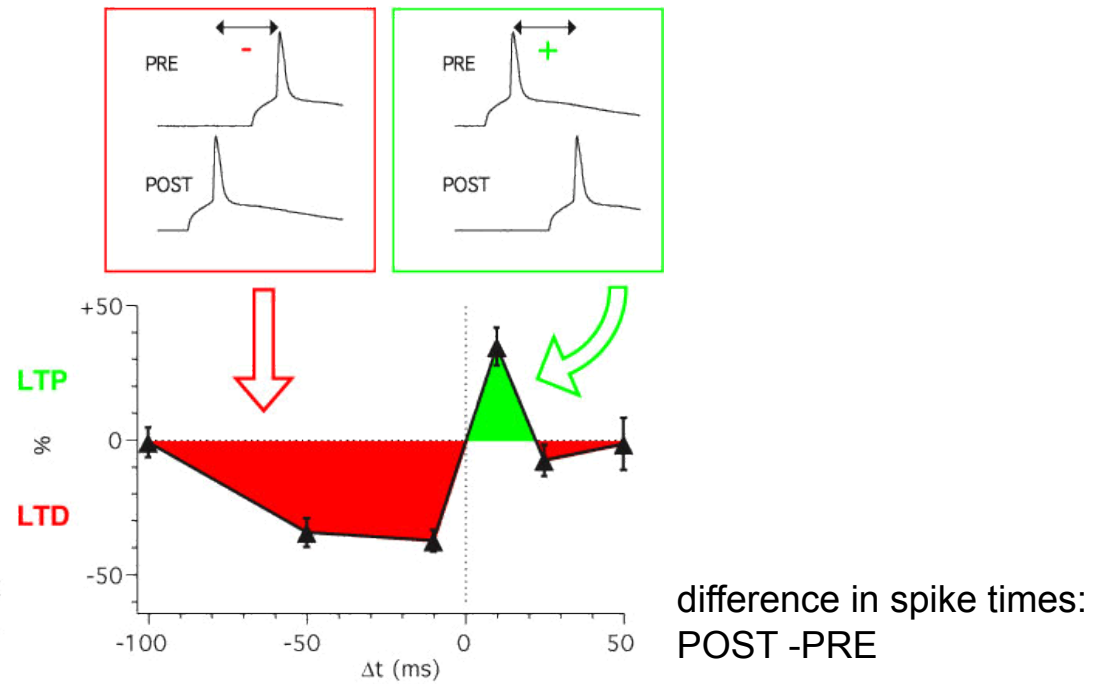 -
PRE
POST
+
PRE
POST
+50
0
-50
LTP
%
LTD
-100
-50
0
50
Δt (ms)
difference in spike times:
POST -PRE